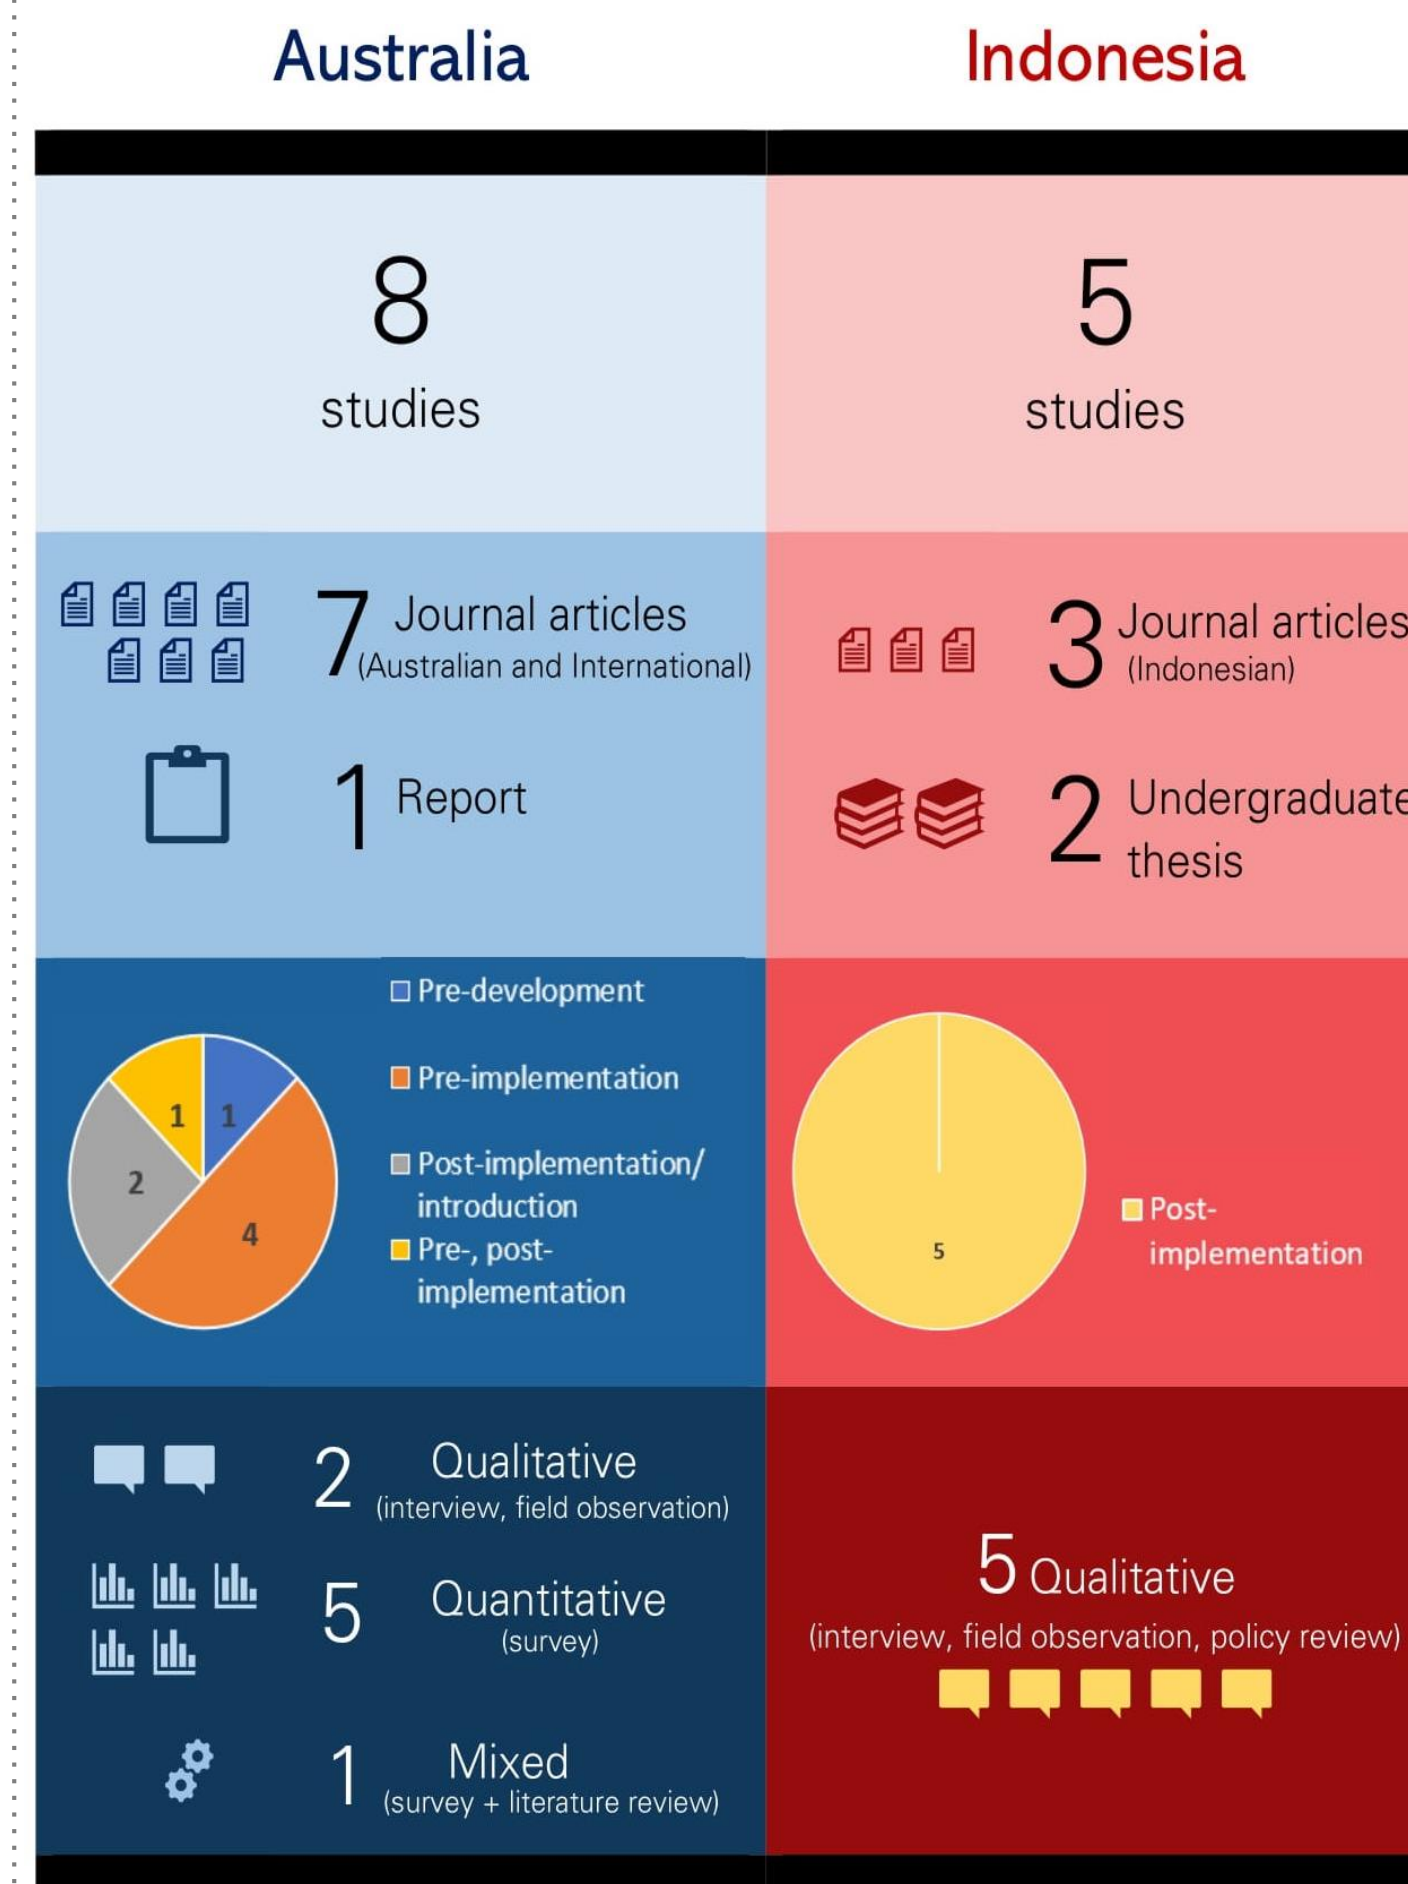 Australia
Indonesia
8
studies
5
studies
7 Journal articles
(Australian and International)
1 Report
3 Journal articles
(Indonesian)
2 Undergraduate
thesis
1
1
2
4
Pre-development
Pre-implementation
Post-implementation/
introduction
Pre-, post-
implementation
5
Post-
implementation
2 Qualitative
(interview, field observation)
5 Quantitative
(survey)
1 Mixed
(survey + literature review)
5 Qualitative
(interview, field observation, policy review)